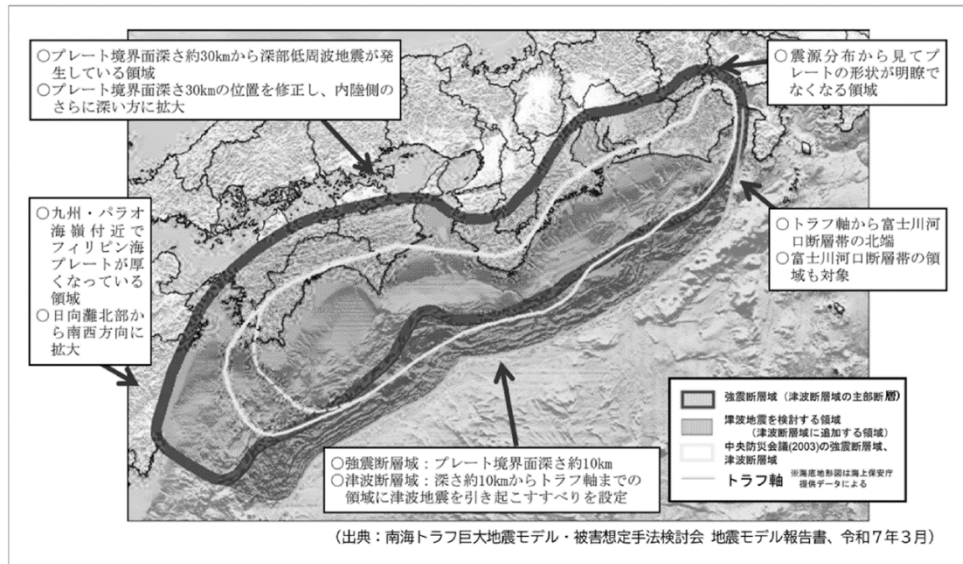 ○プレート境界面深さ約30kmから深部低周波地震が発
生している領域
○プレート境界面深さ30kmの位置を修正し、内陸側の
さらに深い方に拡大
○震源分布から見てプ
レートの形状が明瞭で
なくなる領域
○九州・パラオ
海嶺付近で
フィリピン海
プレートが厚
くなっている
領域
○日向灘北部か
ら南西方向に
拡大
○トラフ軸から富士川河
口断層帯の北端
○富士川河口断層帯の領
域も対象
○強震断層域:プレート境界面深さ約10km
○津波断層域:深さ約10kmからトラフ軸までの
領域に津波地震を引き起こすすべりを設定
強震断層域(津波断層域の主部断層)
津波地震を検討する領域
(津波断層域に追加する領域)
中央防災会議(2003)の強震断層域、
津波断層域
トラフ軸 ※海底地形図は海上保安庁
提供データによる
(出典:南海トラフ巨大地震モデル・被害想定手法検討会 地震モデル報告書、令和7年3月)